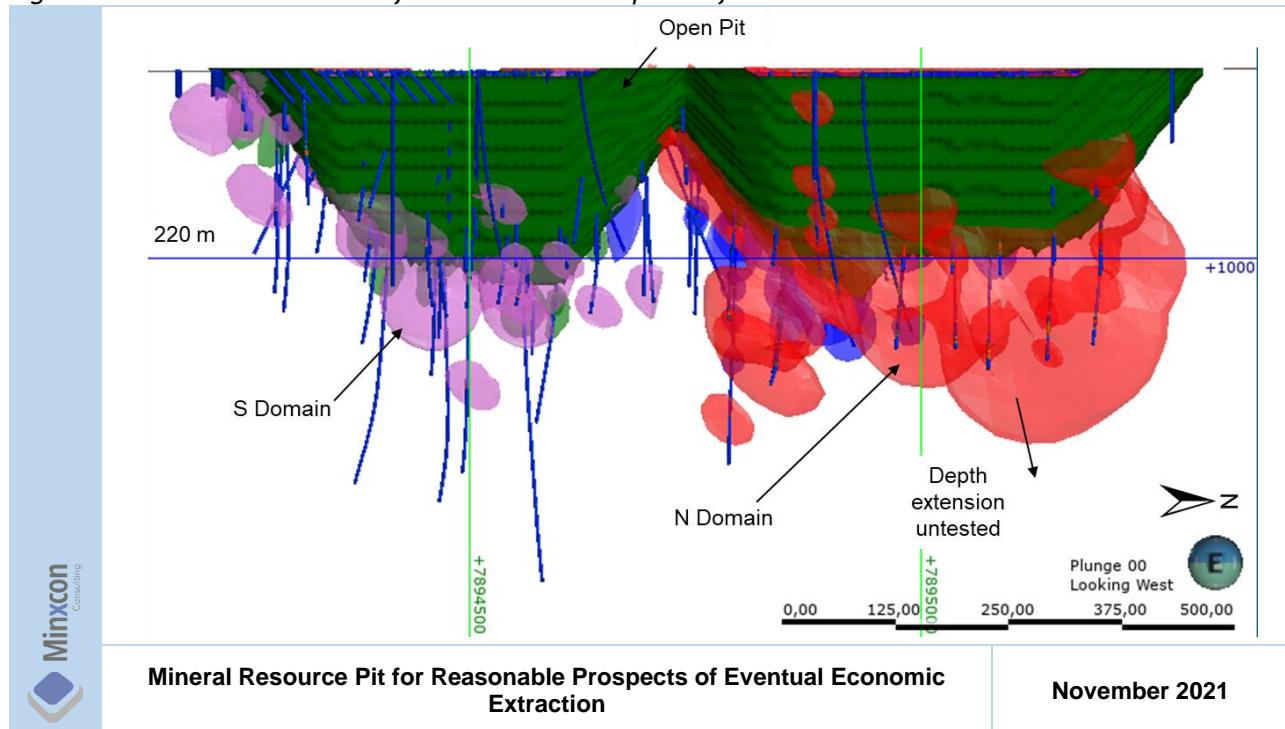 Open Pit
220 m
+1000
S Domain
N Domain
Depth
extension
untested
N
E
Plunge 00
Looking West
+7894500
+7895000
0,00 125,00 250,00 375,00 500,00
Minxcon
Consulting
Mineral Resource Pit for Reasonable Prospects of Eventual Economic
Extraction
November 2021